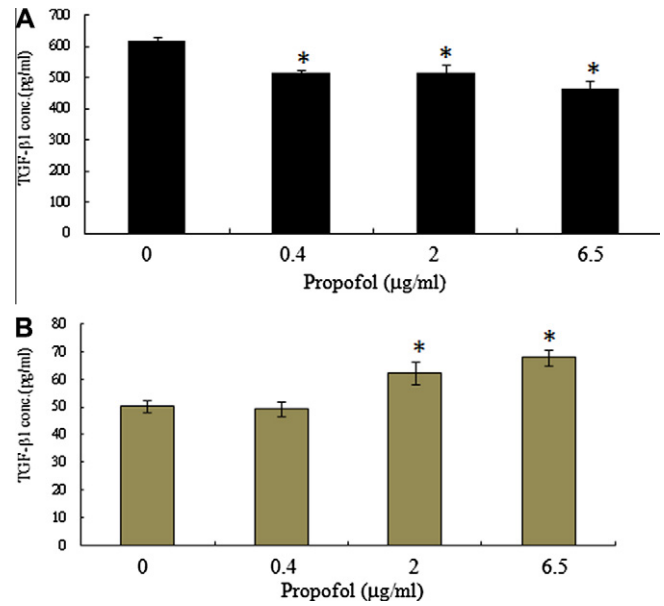 A
TGF-β1 conc.(pg/ml)
700
600
500
400
300
200
100
0
*
*
*
0 0.4 2 6.5
Propofol (μg/ml)
B
TGF-β1 conc.(pg/ml)
80
70
60
50
40
30
20
10
0
*
*
0 0.4 2 6.5
Propofol (μg/ml)